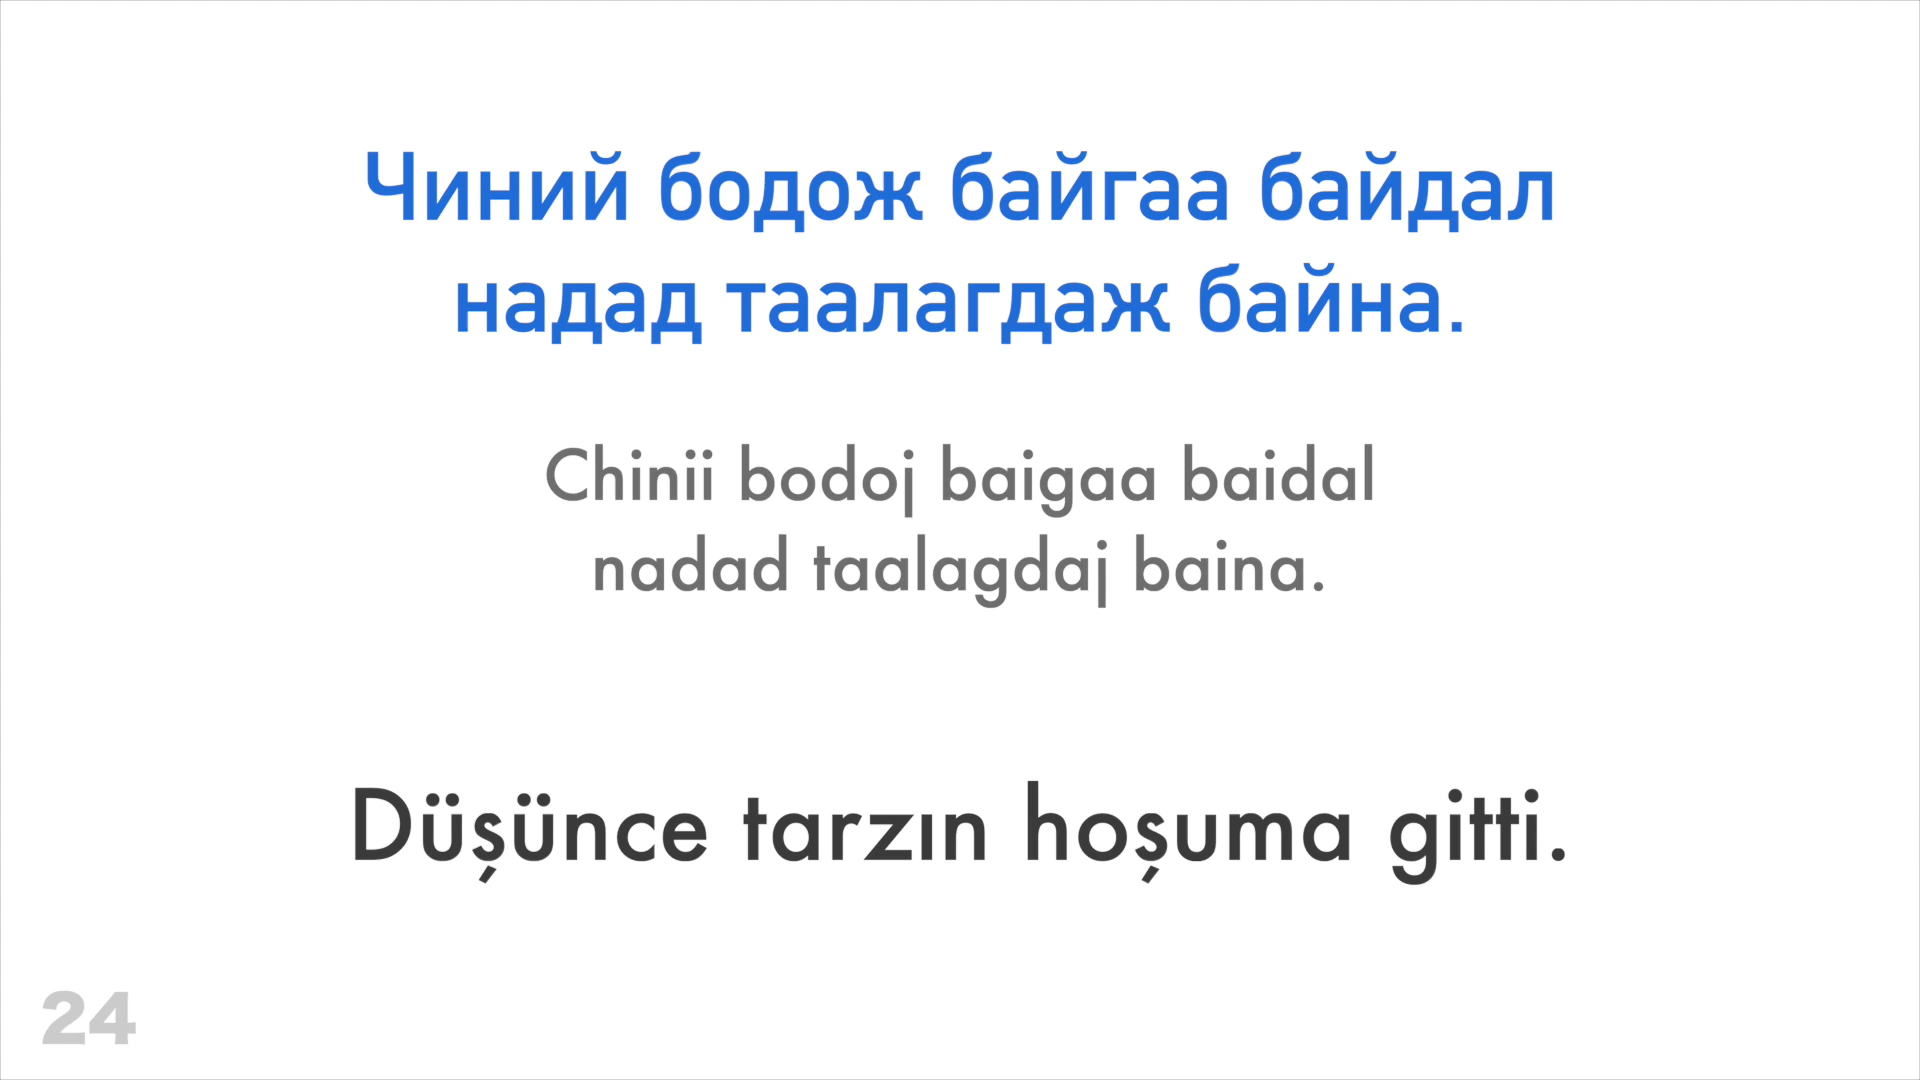 Чиний бодож байгаа байдал
надад таалагдаж байна.
Chinii bodoj baigaa baidal
nadad taalagdaj baina.
Düşünce tarzın hoşuma gitti.
24